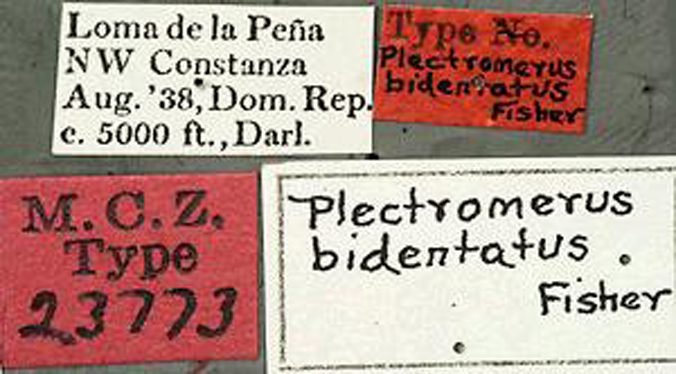 Loma de la Peña
NW Constanza
Aug. '38, Dom. Rep.
c. 5000 ft., Darl.
Type No.
Plectromerus
bidentatus
Fisher
M. C. Z.
Type
23773
Plectromerus
bidentatus.
Fisher